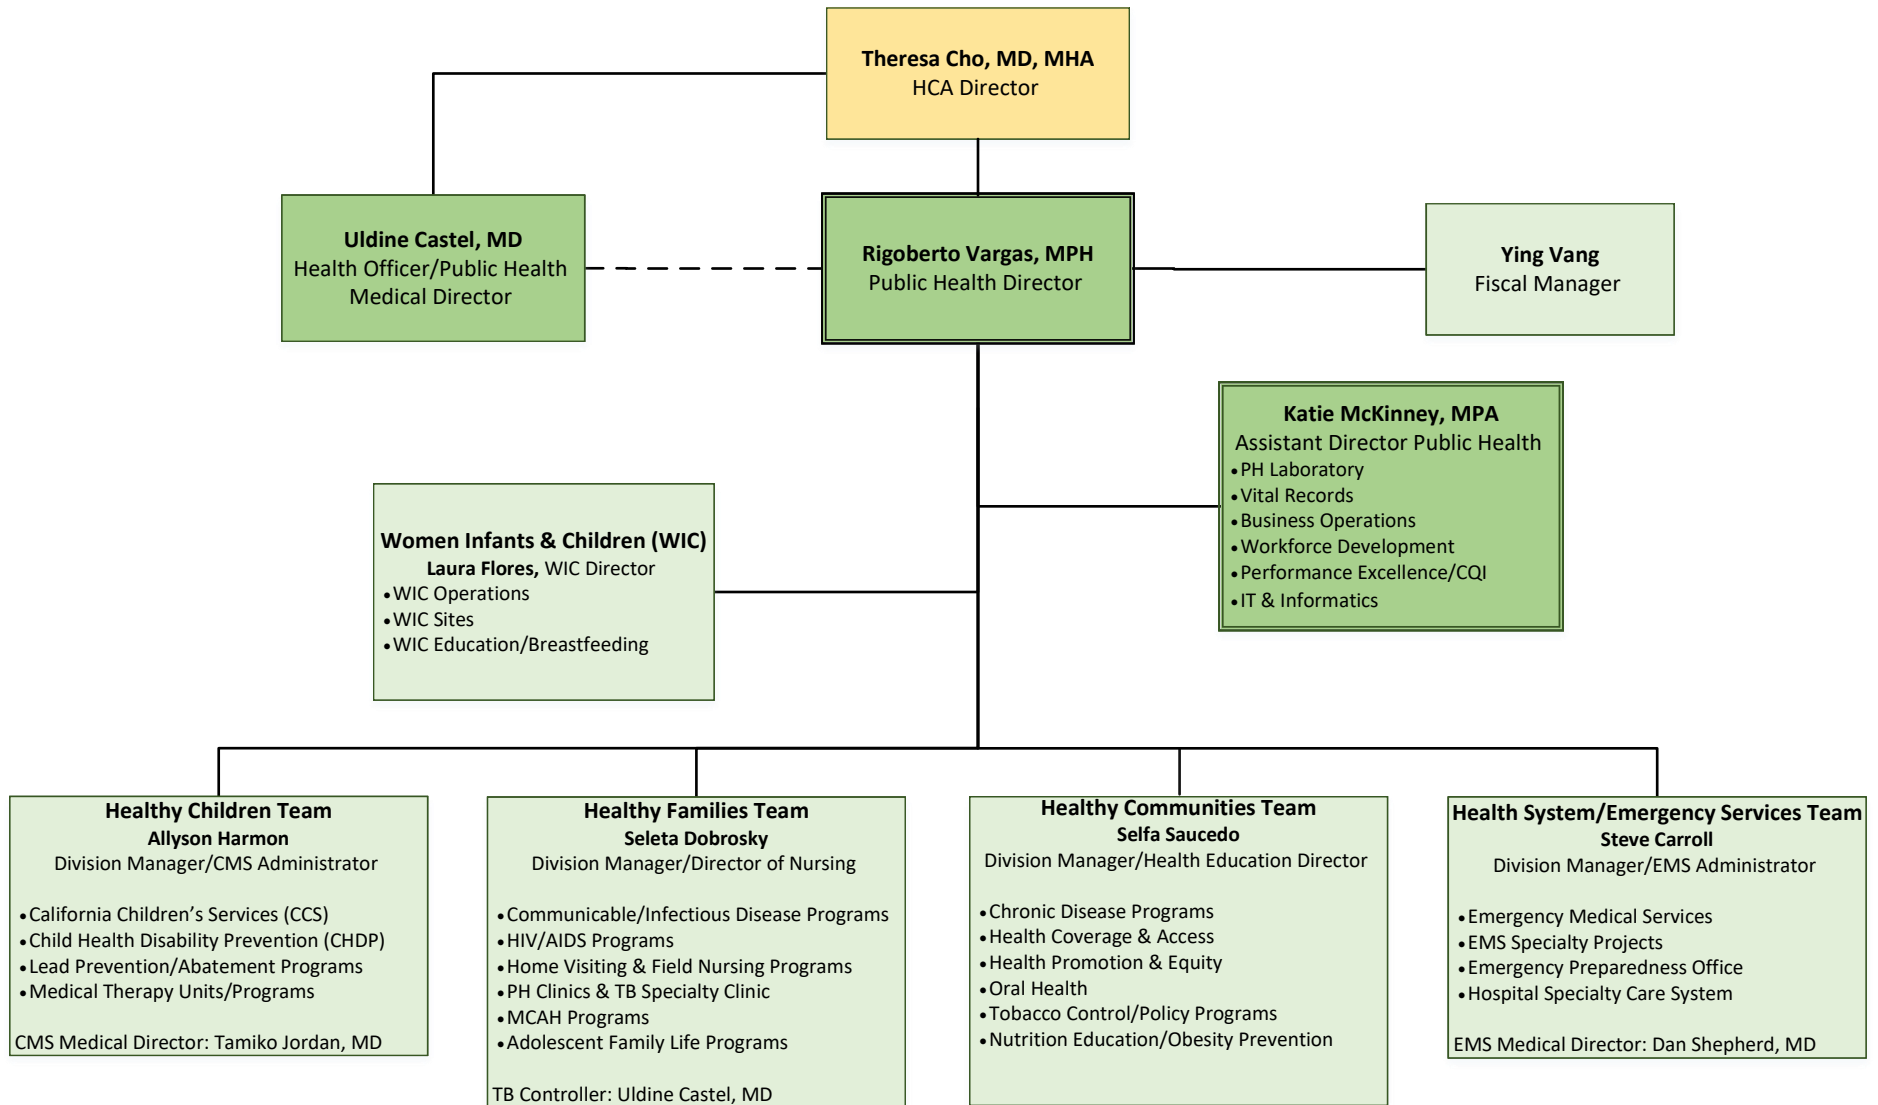 Theresa Cho, MD, MHA
HCA Director
Uldine Castel, MD
Health Officer/Public Health
Medical Director
Rigoberto Vargas, MPH
Public Health Director
Ying Vang
Fiscal Manager
Katie McKinney, MPA
Assistant Director Public Health
•PH Laboratory
•Vital Records
•Business Operations
•Workforce Development
•Performance Excellence/CQI
•IT & Informatics
Women Infants & Children (WIC)
Laura Flores, WIC Director
•WIC Operations
•WIC Sites
•WIC Education/Breastfeeding
Healthy Children Team
Allyson Harmon
Division Manager/CMS Administrator
•California Children’s Services (CCS)
•Child Health Disability Prevention (CHDP)
•Lead Prevention/Abatement Programs
•Medical Therapy Units/Programs
CMS Medical Director: Tamiko Jordan, MD
Healthy Families Team
Seleta Dobrosky
Division Manager/Director of Nursing
•Communicable/Infectious Disease Programs
•HIV/AIDS Programs
•Home Visiting & Field Nursing Programs
•PH Clinics & TB Specialty Clinic
•MCAH Programs
•Adolescent Family Life Programs
TB Controller: Uldine Castel, MD
Healthy Communities Team
Selfa Saucedo
Division Manager/Health Education Director
•Chronic Disease Programs
•Health Coverage & Access
•Health Promotion & Equity
•Oral Health
•Tobacco Control/Policy Programs
•Nutrition Education/Obesity Prevention
Health System/Emergency Services Team
Steve Carroll
Division Manager/EMS Administrator
•Emergency Medical Services
•EMS Specialty Projects
•Emergency Preparedness Office
•Hospital Specialty Care System
EMS Medical Director: Dan Shepherd, MD